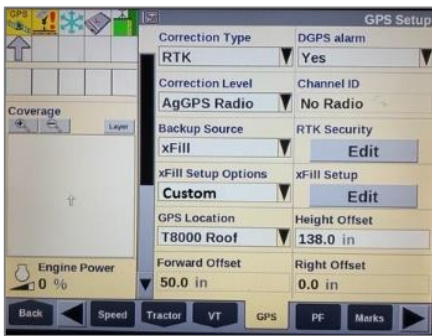 GPS
GPS Setup
Correction Type
DGPS alarm
RTK
Yes
Correction Level
Channel ID
AgGPS Radio
No Radio
Coverage
Layer
Backup Source
RTK Security
xFill
Edit
xFill Setup Options
xFill Setup
Custom
Edit
GPS Location
Height Offset
T8000 Roof
138.0 in
Engine Power
0 %
Forward Offset
Right Offset
50.0 in
0.0 in
Back
Speed
Tractor
VT
GPS
PF
Marks